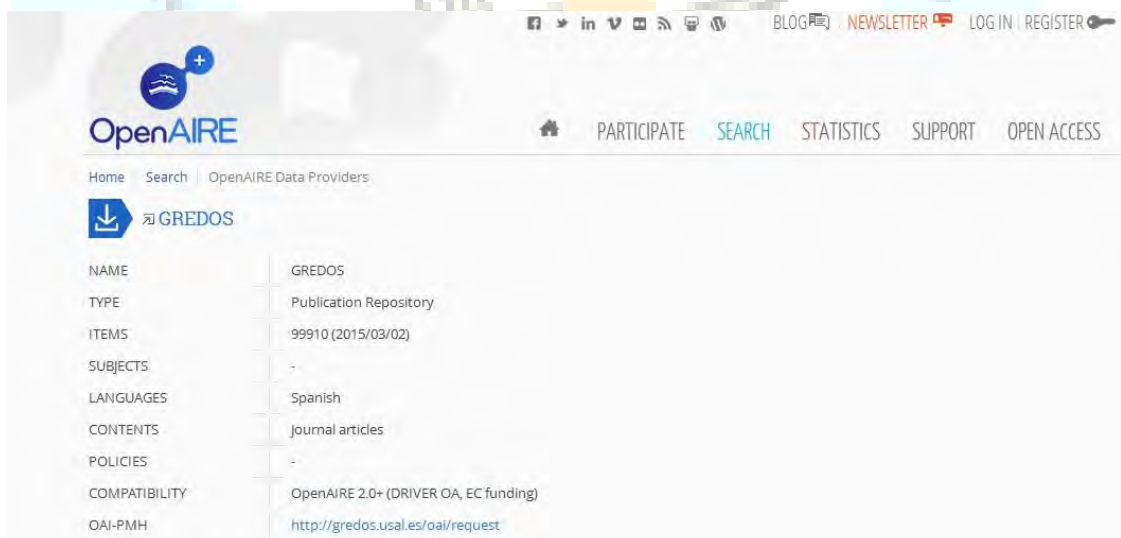 BLOG NEWSLETTER LOG IN REGISTER
OpenAIRE
PARTICIPATE SEARCH STATISTICS SUPPORT OPEN ACCESS
Home Search OpenAIRE Data Providers
GREDOS
NAME GREDOS
TYPE Publication Repository
ITEMS 99910 (2015/03/02)
SUBJECTS -
LANGUAGES Spanish
CONTENTS journal articles
POLICIES -
COMPATIBILITY OpenAIRE 2.0+ (DRIVER OA, EC funding)
OAI-PMH http://gredos.usal.es/oai/request